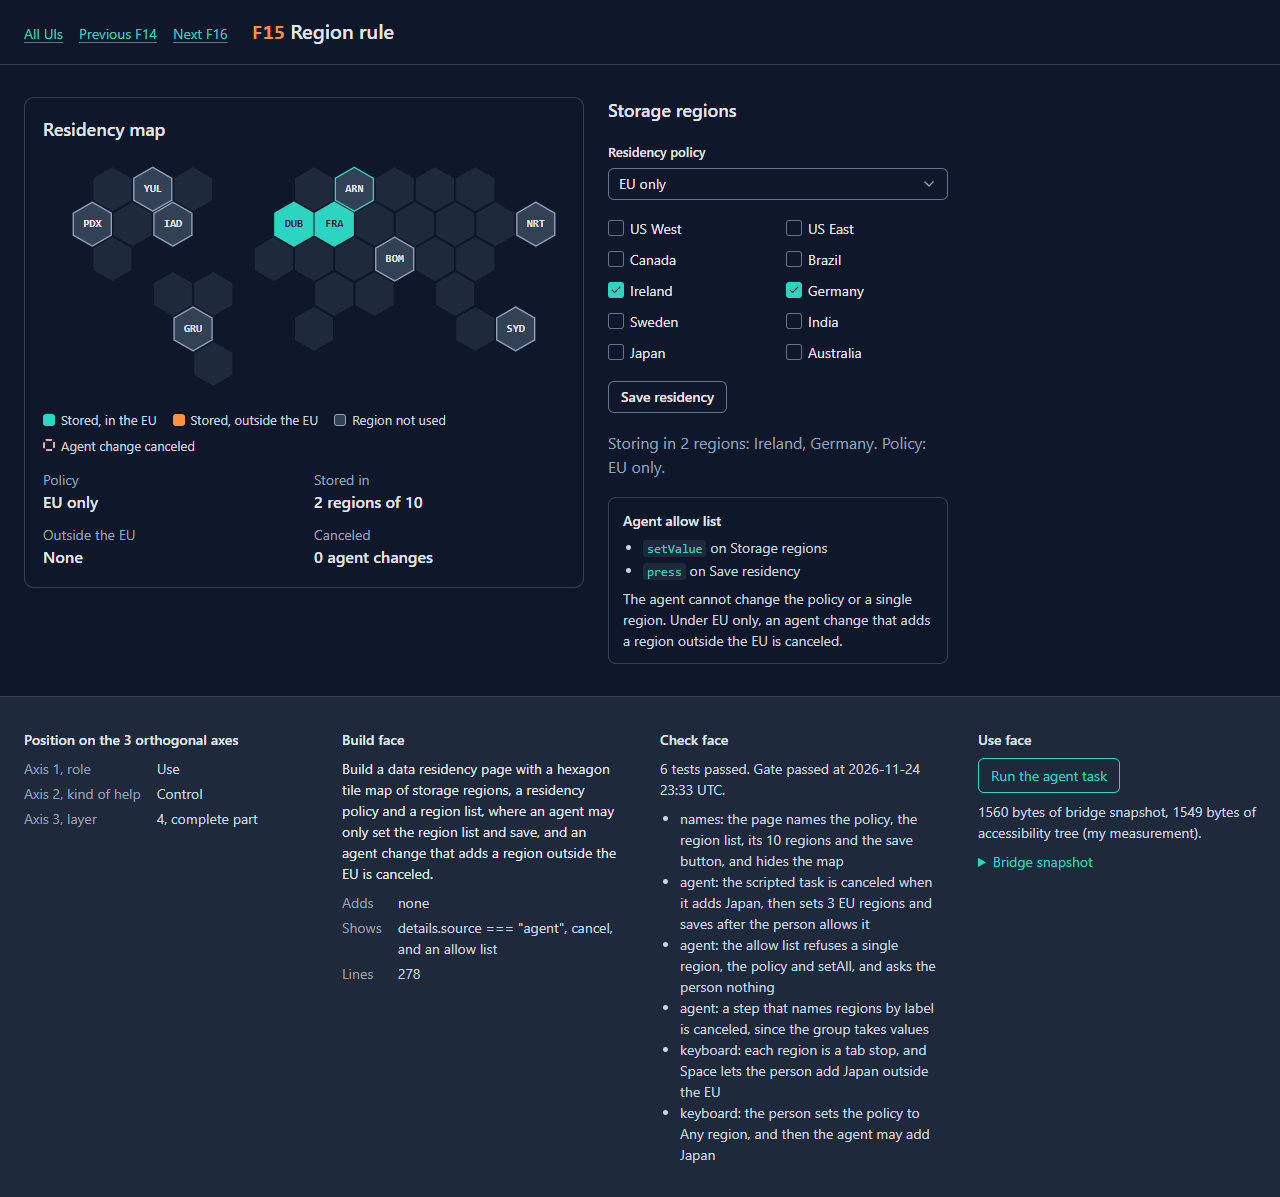 All UIs Previous F14 Next F16 F15 Region rule
Residency map
YUL
ARN
PDX
IAD
DUB
FRA
NRT
BOM
GRU
SYD
Stored, in the EU
Stored, outside the EU
Region not used
Agent change canceled
Policy
EU only
Stored in
2 regions of 10
Outside the EU
None
Canceled
0 agent changes
Storage regions
Residency policy
EU only
US West
US East
Canada
Brazil
Ireland
Germany
Sweden
India
Japan
Australia
Save residency
Storing in 2 regions: Ireland, Germany. Policy:
EU only.
Agent allow list
setValue on Storage regions
press on Save residency
The agent cannot change the policy or a single
region. Under EU only, an agent change that adds
a region outside the EU is canceled.
Position on the 3 orthogonal axes
Axis 1, role Use
Axis 2, kind of help Control
Axis 3, layer 4, complete part
Build face
Build a data residency page with a hexagon
tile map of storage regions, a residency
policy and a region list, where an agent may
only set the region list and save, and an
agent change that adds a region outside the
EU is canceled.
Adds none
Shows details.source === "agent", cancel,
and an allow list
Lines 278
Check face
6 tests passed. Gate passed at 2026-11-24
23:33 UTC.
names: the page names the policy, the
region list, its 10 regions and the save
button, and hides the map
agent: the scripted task is canceled when
it adds Japan, then sets 3 EU regions and
saves after the person allows it
agent: the allow list refuses a single
region, the policy and setAll, and asks the
person nothing
agent: a step that names regions by label
is canceled, since the group takes values
keyboard: each region is a tab stop, and
Space lets the person add Japan outside
the EU
keyboard: the person sets the policy to
Any region, and then the agent may add
Japan
Use face
Run the agent task
1560 bytes of bridge snapshot, 1549 bytes of
accessibility tree (my measurement).
Bridge snapshot